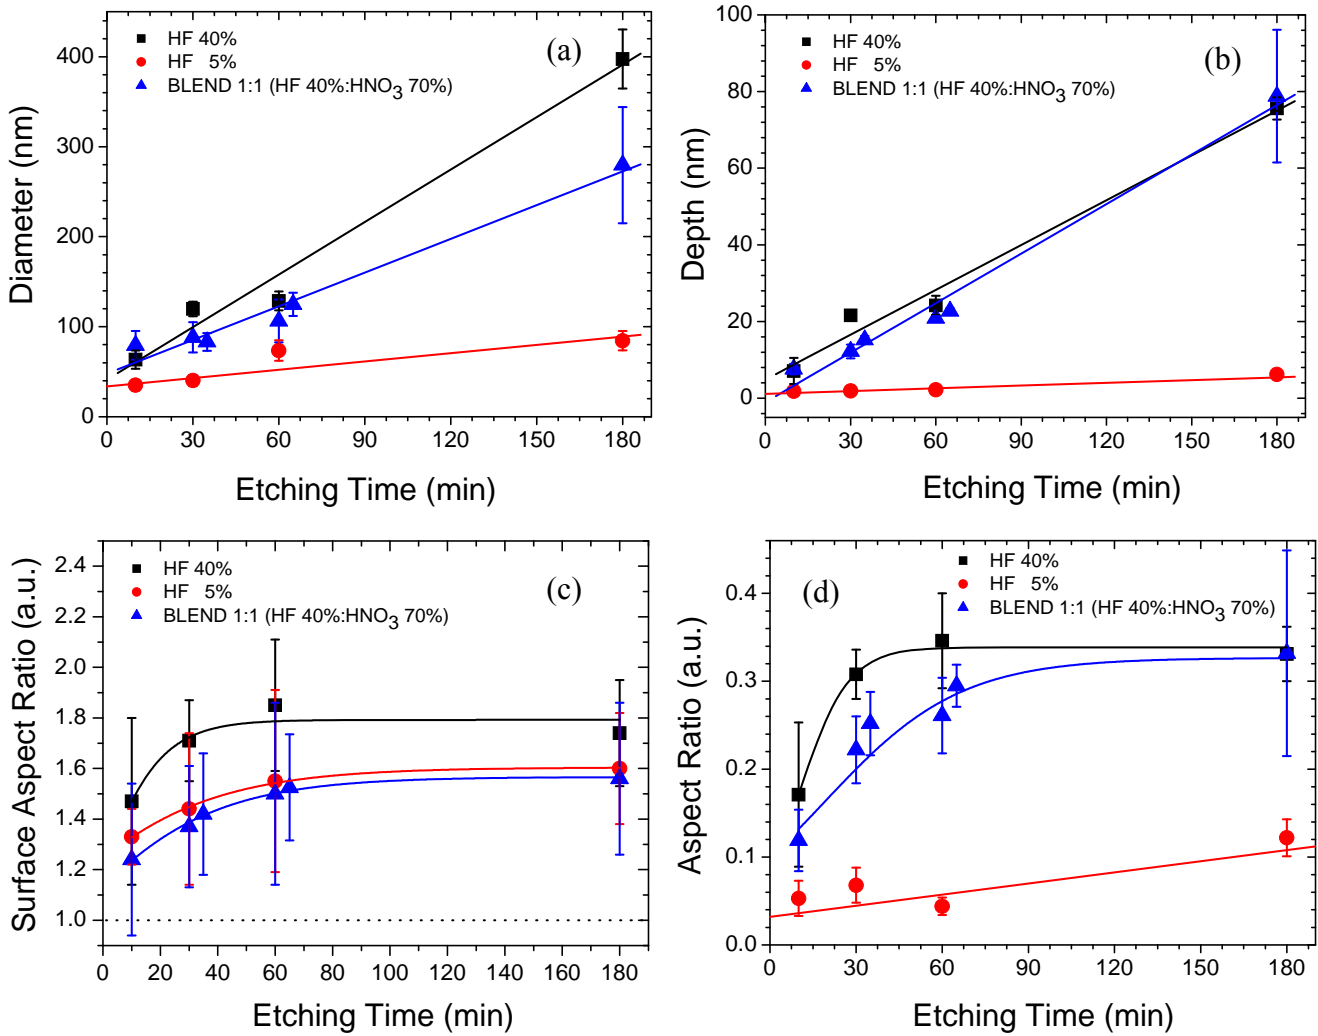 HF 40%
HF 5%
BLEND 1:1 (HF 40%:HNO3 70%)
(a)
Diameter (nm)
400
300
200
100
0
0 30 60 90 120 150 180
Etching Time (min)
HF 40%
HF 5%
BLEND 1:1 (HF 40%:HNO3 70%)
(b)
Depth (nm)
100
80
60
40
20
0
0 30 60 90 120 150 180
Etching Time (min)
HF 40%
HF 5%
BLEND 1:1 (HF 40%:HNO3 70%)
(c)
Surface Aspect Ratio (a.u.)
2.4
2.2
2.0
1.8
1.6
1.4
1.2
1.0
0 20 40 60 80 100 120 140 160 180
Etching Time (min)
HF 40%
HF 5%
BLEND 1:1 (HF 40%:HNO3 70%)
(d)
Aspect Ratio (a.u.)
0.4
0.3
0.2
0.1
0.0
0 30 60 90 120 150 180
Etching Time (min)